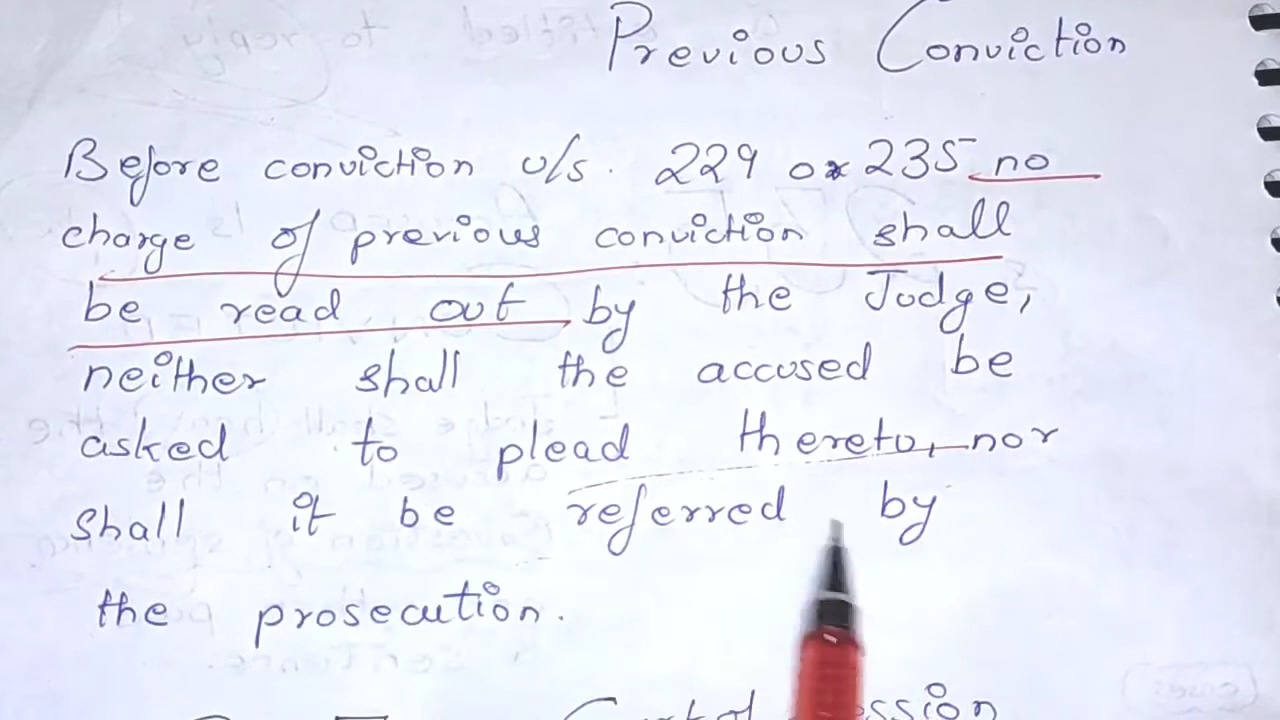 Previous Conviction
Before conviction u/s. 229 or 235 no
charge of previous conviction shall
be read out by the Judge,
neither shall the accused be
asked to plead thereto, nor
shall it be referred by
the prosecution.